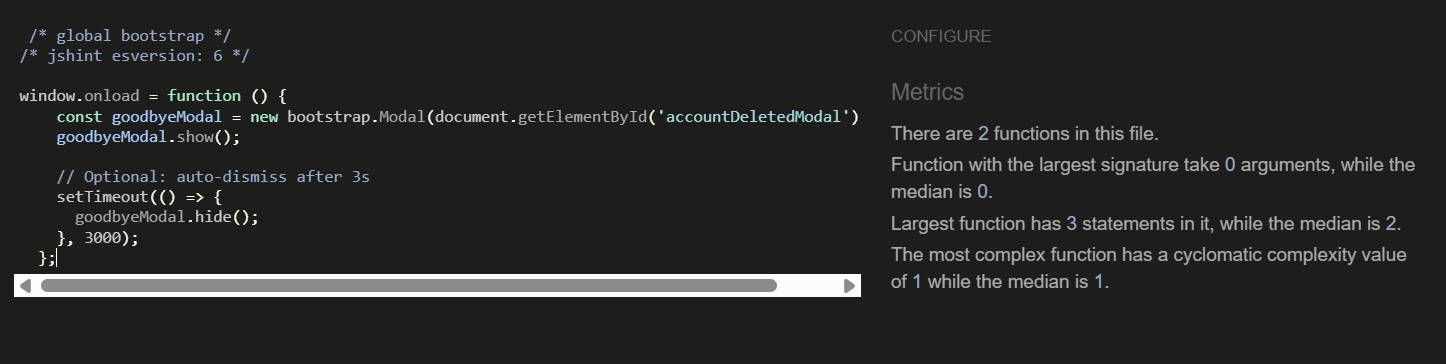 /* global bootstrap */
/* jshint esversion: 6 */
window.onload = function () {
const goodbyeModal = new bootstrap.Modal(document.getElementById('accountDeletedModal')
goodbyeModal.show();
// Optional: auto-dismiss after 3s
setTimeout(() => {
goodbyeModal.hide();
}, 3000);
};
CONFIGURE
Metrics
There are 2 functions in this file.
Function with the largest signature take 0 arguments, while the
median is 0.
Largest function has 3 statements in it, while the median is 2.
The most complex function has a cyclomatic complexity value
of 1 while the median is 1.